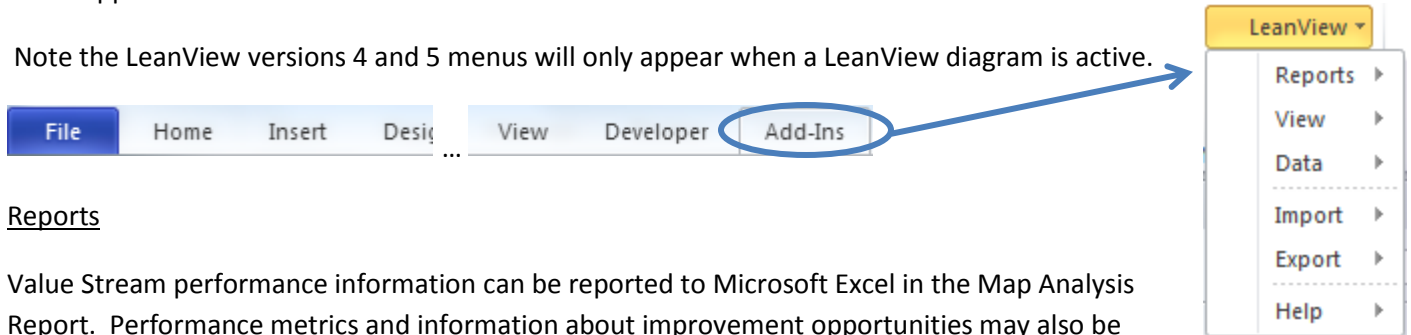 Note the LeanView versions 4 and 5 menus will only appear when a LeanView diagram is active.
File Home Insert Desig ... View Developer Add-Ins
LeanView
Reports
View
Data
Import
Export
Help
Reports
Value Stream performance information can be reported to Microsoft Excel in the Map Analysis
Report. Performance metrics and information about improvement opportunities may also be